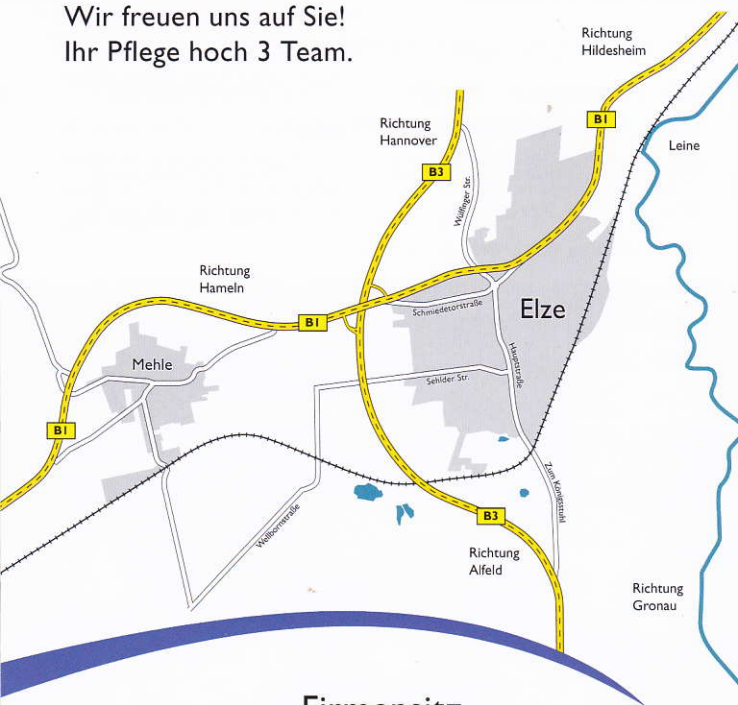 Wir freuen uns auf Sie!
Ihr Pflege hoch 3 Team.
Richtung
Hildesheim
B1
Richtung
Hannover
Leine
B3
Wülfinger Str.
Richtung
Hameln
Schmiedetorstraße
Elze
B1
Hauptstraße
Mehle
Sehlder Str.
B1
Zum Königsstuhl
Wellbornstraße
B3
Richtung
Alfeld
Richtung
Gronau